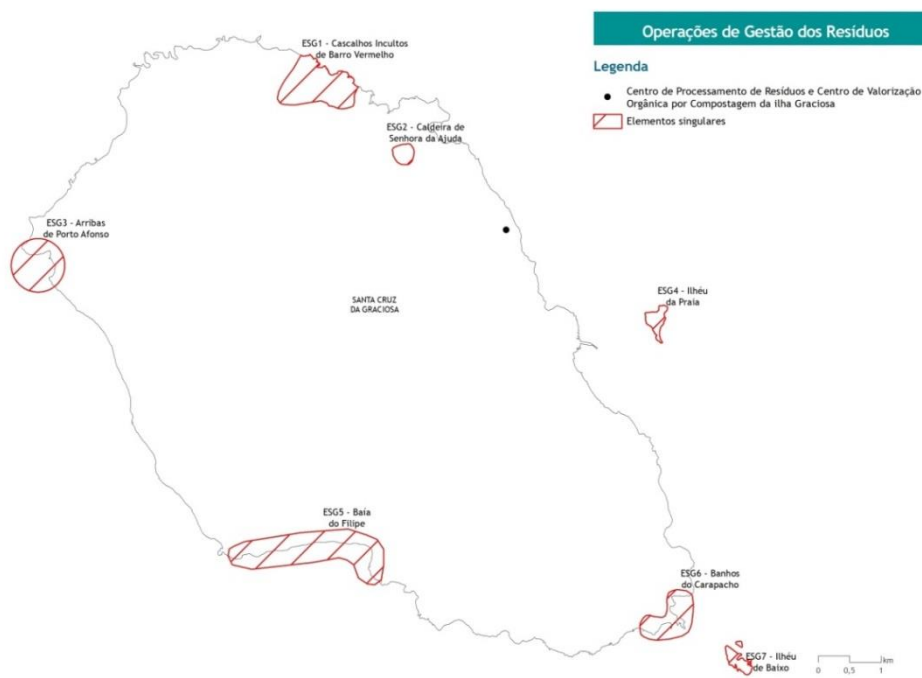 Operações de Gestão dos Resíduos
Legenda
Centro de Processamento de Resíduos e Centro de Valorização
Orgânica por Compostagem da ilha Graciosa
Elementos singulares
ESG1 - Cascalhos Incultos
de Barro Vermelho
ESG2 - Caldeira de
Senhora da Ajuda
ESG3 - Arribas
de Porto Afonso
SANTA CRUZ
DA GRACIOSA
ESG4 - Ilhéu
da Praia
ESG5 - Baía
do Filipe
ESG6 - Banhos
do Carapacho
ESG7 - Ilhéu
de Baixo
km
0 0,5 1